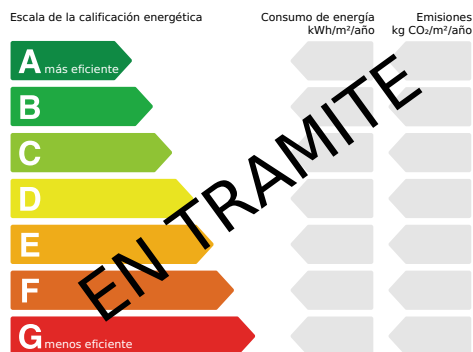 Escala de la calificación energética
Consumo de energía
kWh/m²/año
Emisiones
kg CO₂/m²/año
A más eficiente
B
C
D
E
F
G menos eficiente
EN TRAMITE